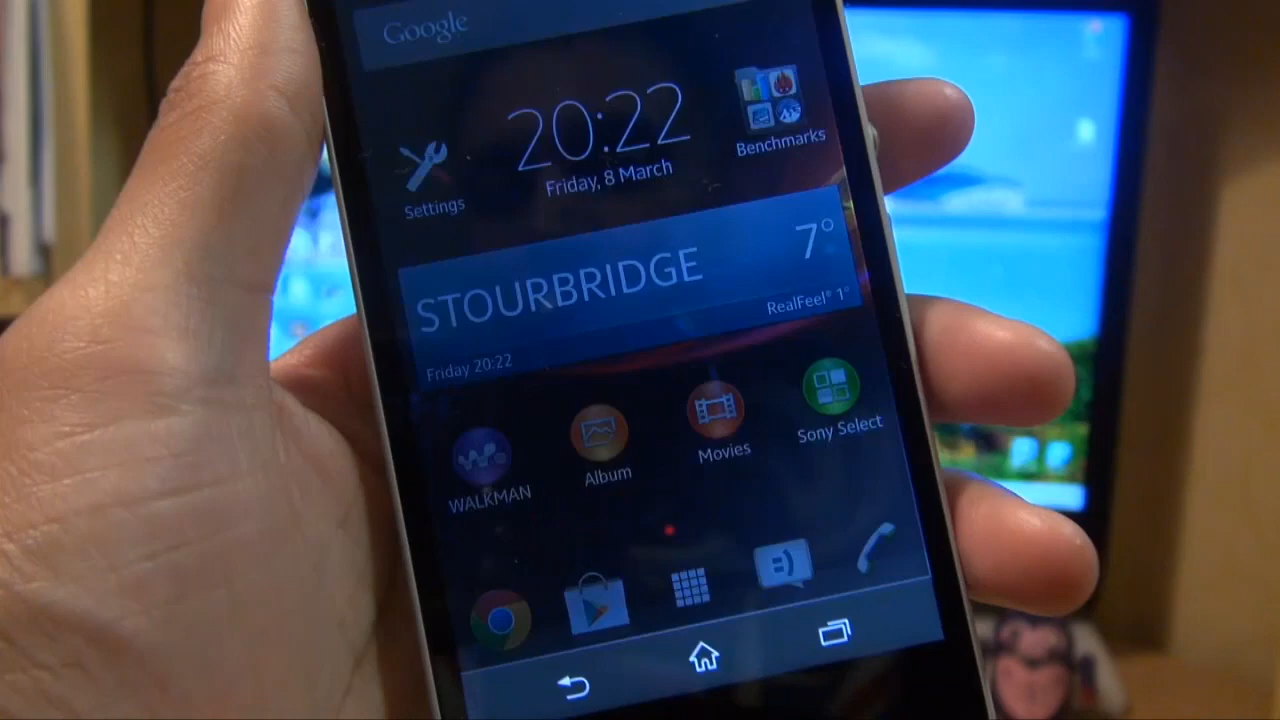 Google
20:22
Friday, 8 March
Settings
Benchmarks
STOURBRIDGE
7°
RealFeel® 1°
Friday 20:22
WALKMAN
Album
Movies
Sony Select